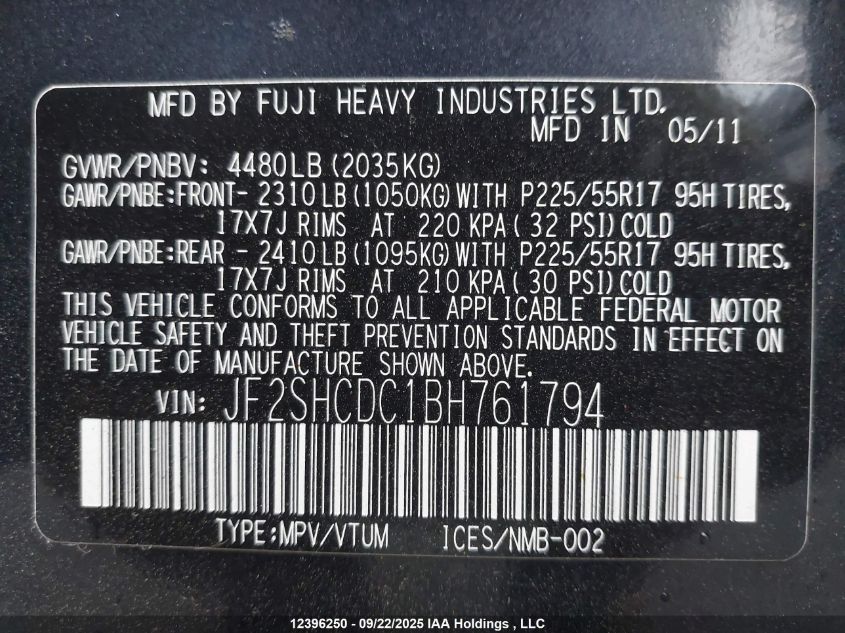 MFD BY FUJI HEAVY INDUSTRIES LTD.
MFD IN 05/11
GVWR/PNBV: 4480LB (2035KG)
GAWR/PNBE:FRONT- 2310LB (1050KG) WITH P225/55R17 95H TIRES,
17X7J RIMS AT 220 KPA ( 32 PSI) COLD
GAWR/PNBE:REAR - 2410LB (1095KG) WITH P225/55R17 95H TIRES,
17X7J RIMS AT 210 KPA ( 30 PSI) COLD
THIS VEHICLE CONFORMS TO ALL APPLICABLE FEDERAL MOTOR
VEHICLE SAFETY AND THEFT PREVENTION STANDARDS IN EFFECT ON
THE DATE OF MANUFACTURE SHOWN ABOVE.
VIN: JF2SHCDC1BH761794
TYPE:MPV/VTUM ICES/NMB-002
12396250 - 09/22/2025 IAA Holdings , LLC